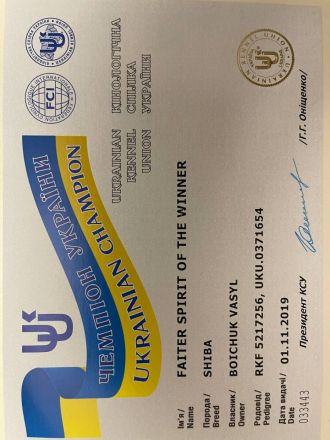 FCI
КІНОЛОГІЧНА
СПІЛКА
УКРАЇНИ
UKRAINIAN
KENNEL
UNION
ЧЕМПІОН УКРАЇНИ
UKRAINIAN CHAMPION
Ім'я/
Name
FAITER SPIRIT OF THE WINNER
Порода/
Breed
SHIBA
Власник/
Owner
BOICHUK VASYL
Родовід/
Pedigree
RKF 5217256, UKU.0371654
Дата видачі/
01.11.2019
033443
Президент КСУ
/Г.Г. Оніщенко/